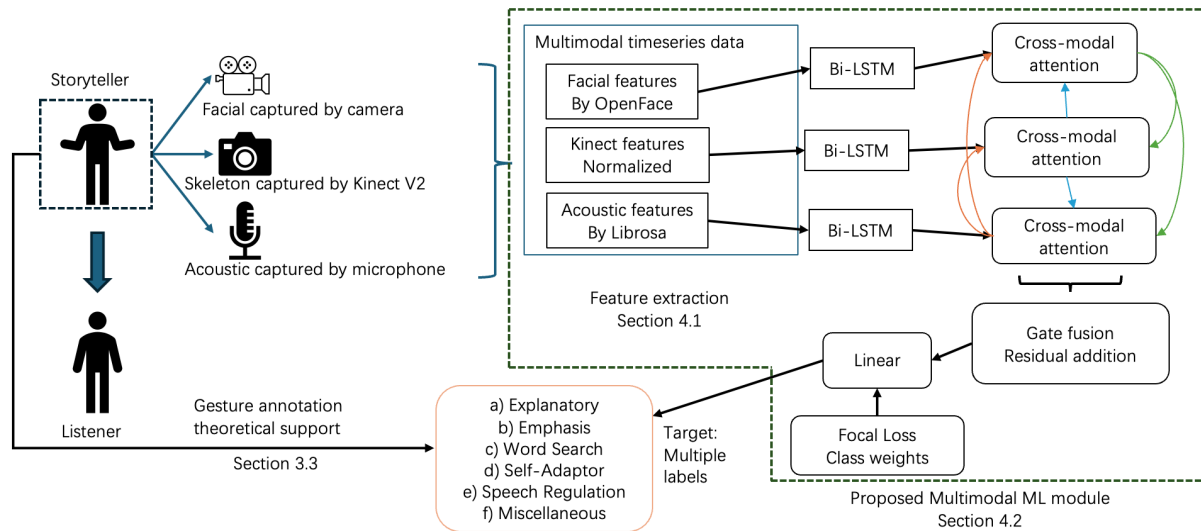 Storyteller
Facial captured by camera
Skeleton captured by Kinect V2
Acoustic captured by microphone
Listener
Gesture annotation
theoretical support
Section 3.3
Multimodal timeseries data
Facial features
By OpenFace
Kinect features
Normalized
Acoustic features
By Librosa
Bi-LSTM
Bi-LSTM
Bi-LSTM
Cross-modal
attention
Cross-modal
attention
Cross-modal
attention
Feature extraction
Section 4.1
Gate fusion
Residual addition
Linear
Focal Loss
Class weights
Target:
Multiple
labels
a) Explanatory
b) Emphasis
c) Word Search
d) Self-Adaptor
e) Speech Regulation
f) Miscellaneous
Proposed Multimodal ML module
Section 4.2